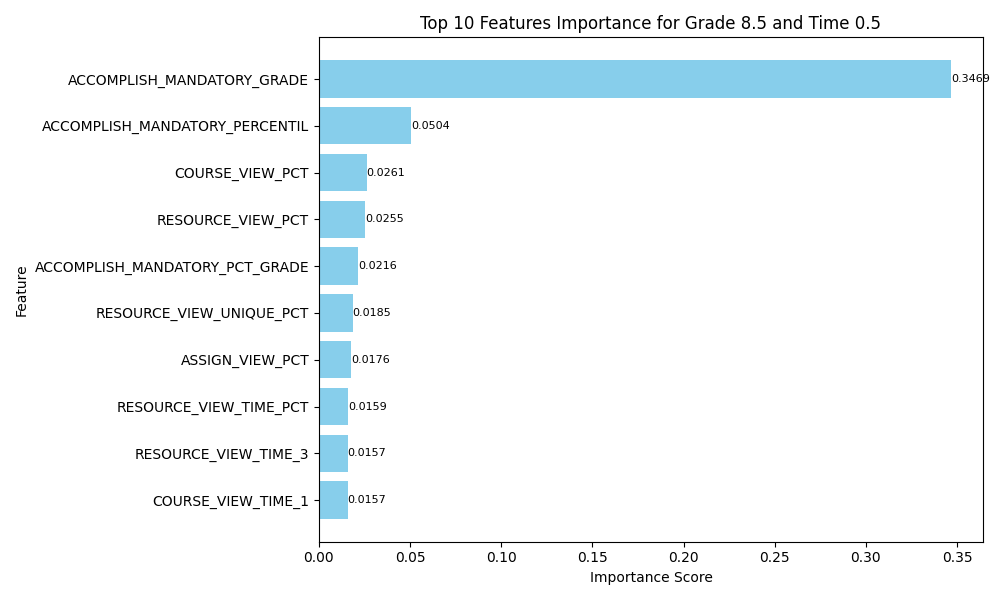 Top 10 Features Importance for Grade 8.5 and Time 0.5
ACCOMPLISH_MANDATORY_GRADE 0.3469
ACCOMPLISH_MANDATORY_PERCENTIL 0.0504
COURSE_VIEW_PCT 0.0261
RESOURCE_VIEW_PCT 0.0255
ACCOMPLISH_MANDATORY_PCT_GRADE 0.0216
RESOURCE_VIEW_UNIQUE_PCT 0.0185
ASSIGN_VIEW_PCT 0.0176
RESOURCE_VIEW_TIME_PCT 0.0159
RESOURCE_VIEW_TIME_3 0.0157
COURSE_VIEW_TIME_1 0.0157
Feature
0.00 0.05 0.10 0.15 0.20 0.25 0.30 0.35
Importance Score